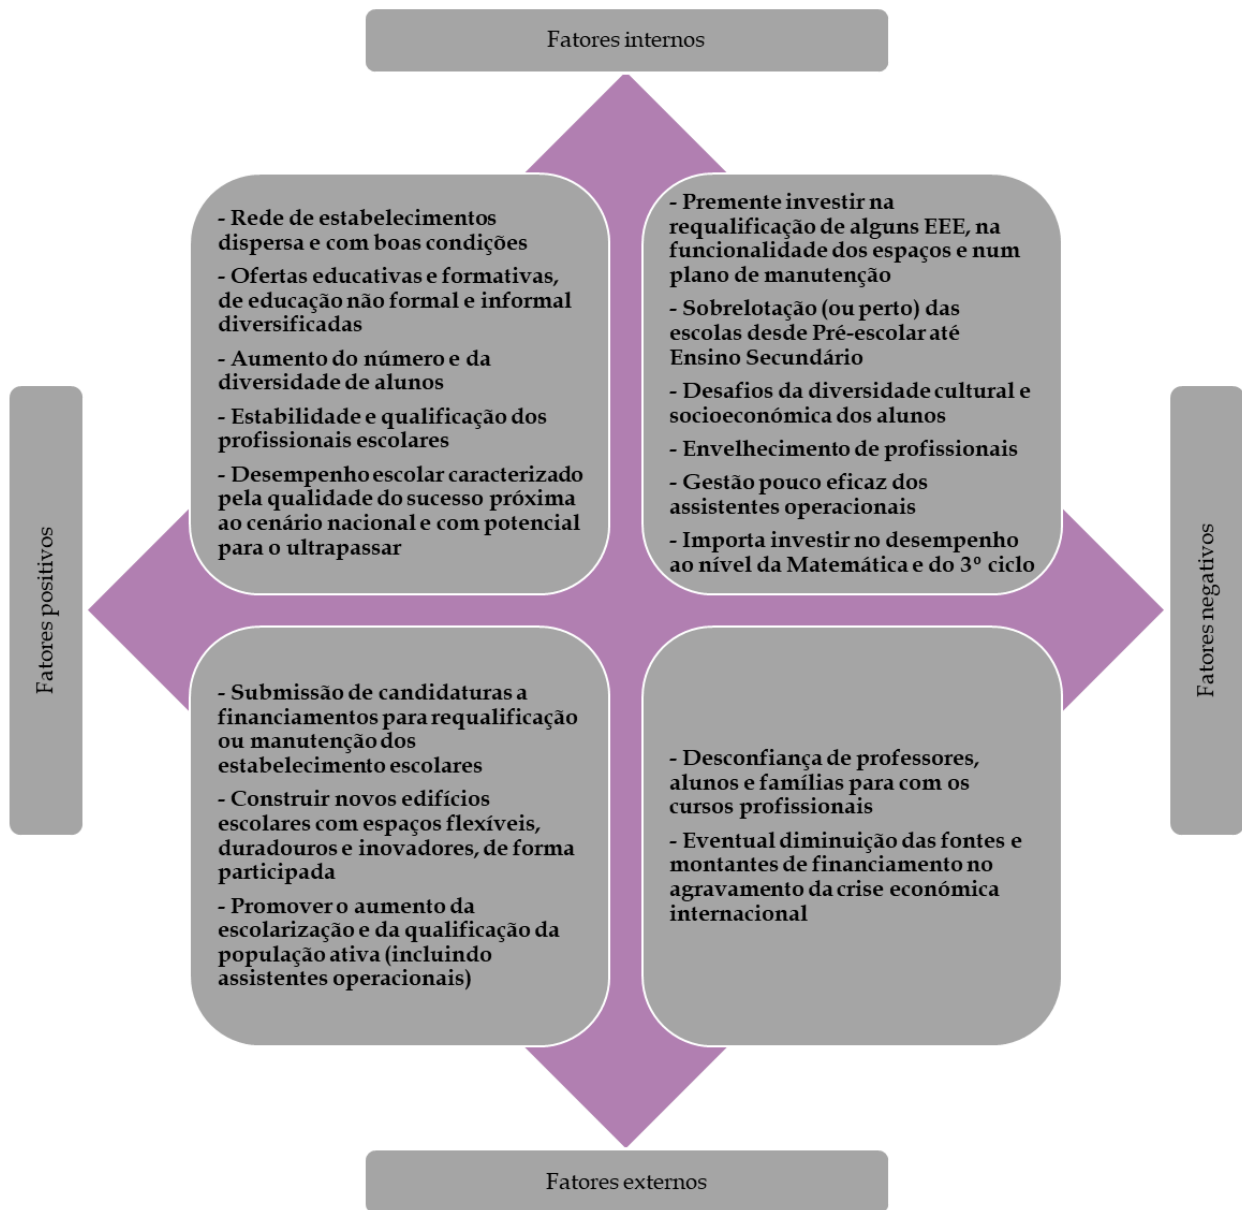 Fatores internos
- Rede de estabelecimentos
dispersa e com boas condições
- Ofertas educativas e formativas,
de educação não formal e informal
diversificadas
- Aumento do número e da
diversidade de alunos
- Estabilidade e qualificação dos
profissionais escolares
- Desempenho escolar caracterizado
pela qualidade do sucesso próxima
ao cenário nacional e com potencial
para o ultrapassar
- Premente investir na
requalificação de alguns EEE, na
funcionalidade dos espaços e num
plano de manutenção
- Sobrelotação (ou perto) das
escolas desde Pré-escolar até
Ensino Secundário
- Desafios da diversidade cultural e
socioeconómica dos alunos
- Envelhecimento de profissionais
- Gestão pouco eficaz dos
assistentes operacionais
- Importa investir no desempenho
ao nível da Matemática e do 3º ciclo
Fatores positivos
Fatores negativos
- Submissão de candidaturas a
financiamentos para requalificação
ou manutenção dos
estabelecimento escolares
- Construir novos edifícios
escolares com espaços flexíveis,
duradouros e inovadores, de forma
participada
- Promover o aumento da
escolarização e da qualificação da
população ativa (incluindo
assistentes operacionais)
- Desconfiança de professores,
alunos e famílias para com os
cursos profissionais
- Eventual diminuição das fontes e
montantes de financiamento no
agravamento da crise económica
internacional
Fatores externos